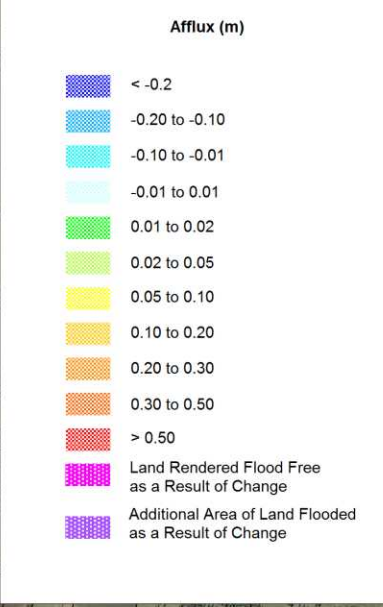 Afflux (m)
< -0.2
-0.20 to -0.10
-0.10 to -0.01
-0.01 to 0.01
0.01 to 0.02
0.02 to 0.05
0.05 to 0.10
0.10 to 0.20
0.20 to 0.30
0.30 to 0.50
> 0.50
Land Rendered Flood Free
as a Result of Change
Additional Area of Land Flooded
as a Result of Change